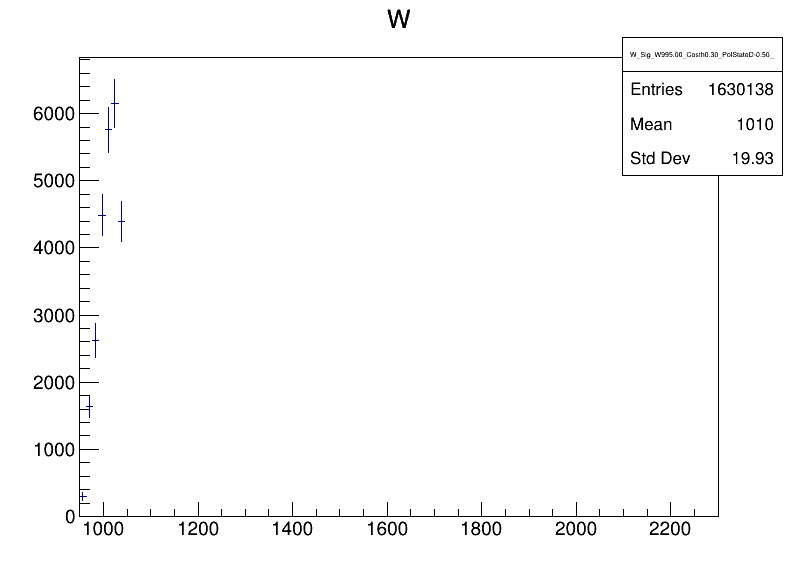 W
W_Sig_W995.00_Costh0.30_PolStateD-0.50_
Entries 1630138
Mean 1010
Std Dev 19.93
6000
5000
4000
3000
2000
1000
0
1000 1200 1400 1600 1800 2000 2200